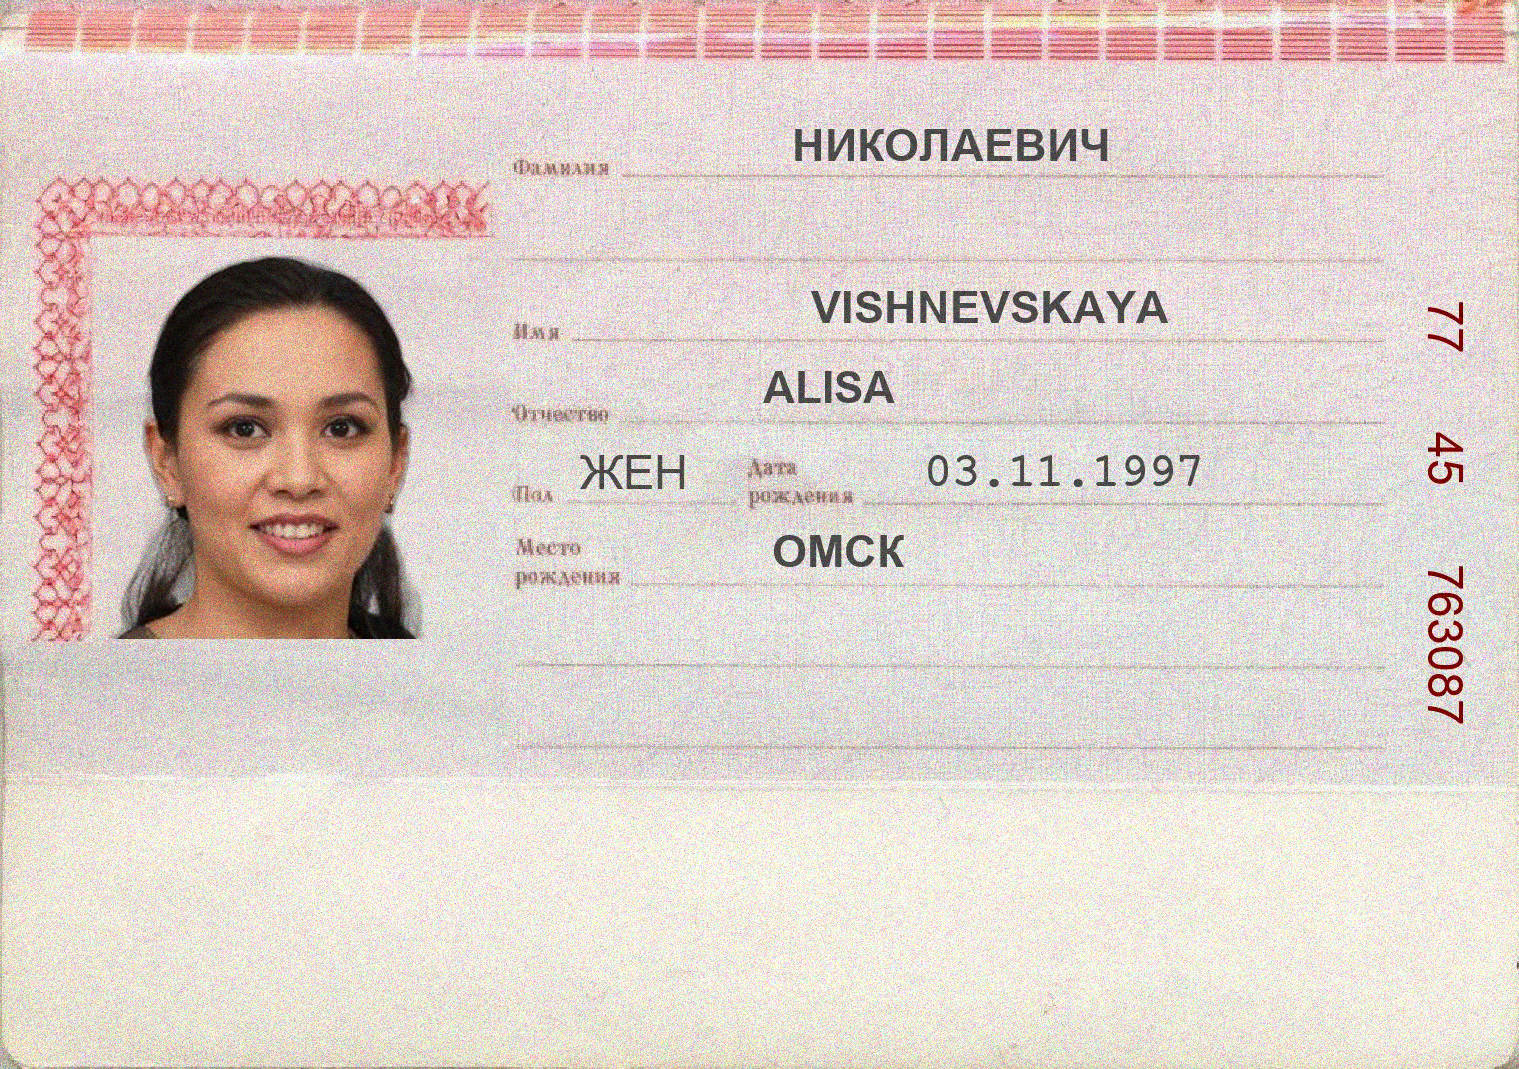 Фамилия НИКОЛАЕВИЧ
Имя VISHNEVSKAYA
Отчество ALISA
Пол ЖЕН Дата рождения 03.11.1997
Место рождения ОМСК
77 45 763087